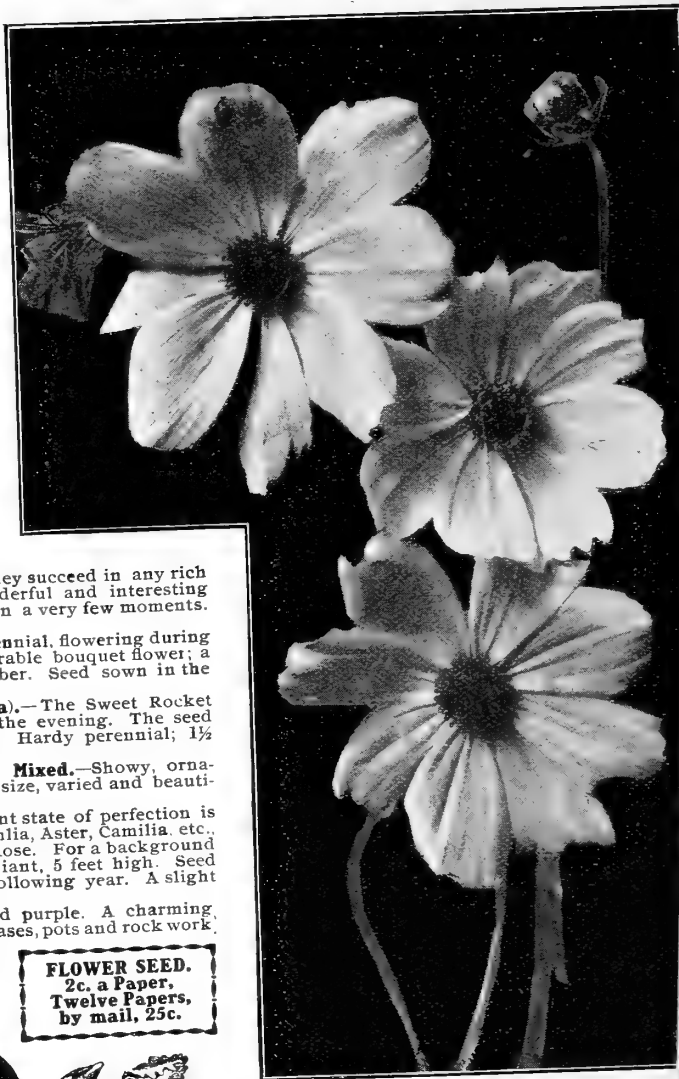 ey succeed in any rich
derful and interesting
n a very few moments.
ennial, flowering during
rable bouquet flower; a
ber. Seed sown in the
a).—The Sweet Rocket
the evening. The seed
Hardy perennial; 1½
Mixed.—Showy, orna-
size, varied and beauti-
nt state of perfection is
hlia, Aster, Camilia, etc.,
lose. For a background
iant, 5 feet high. Seed
ollowing year. A slight
d purple. A charming,
ases, pots and rock work.
FLOWER SEED.
2c. a Paper,
Twelve Papers,
by mail, 25c.